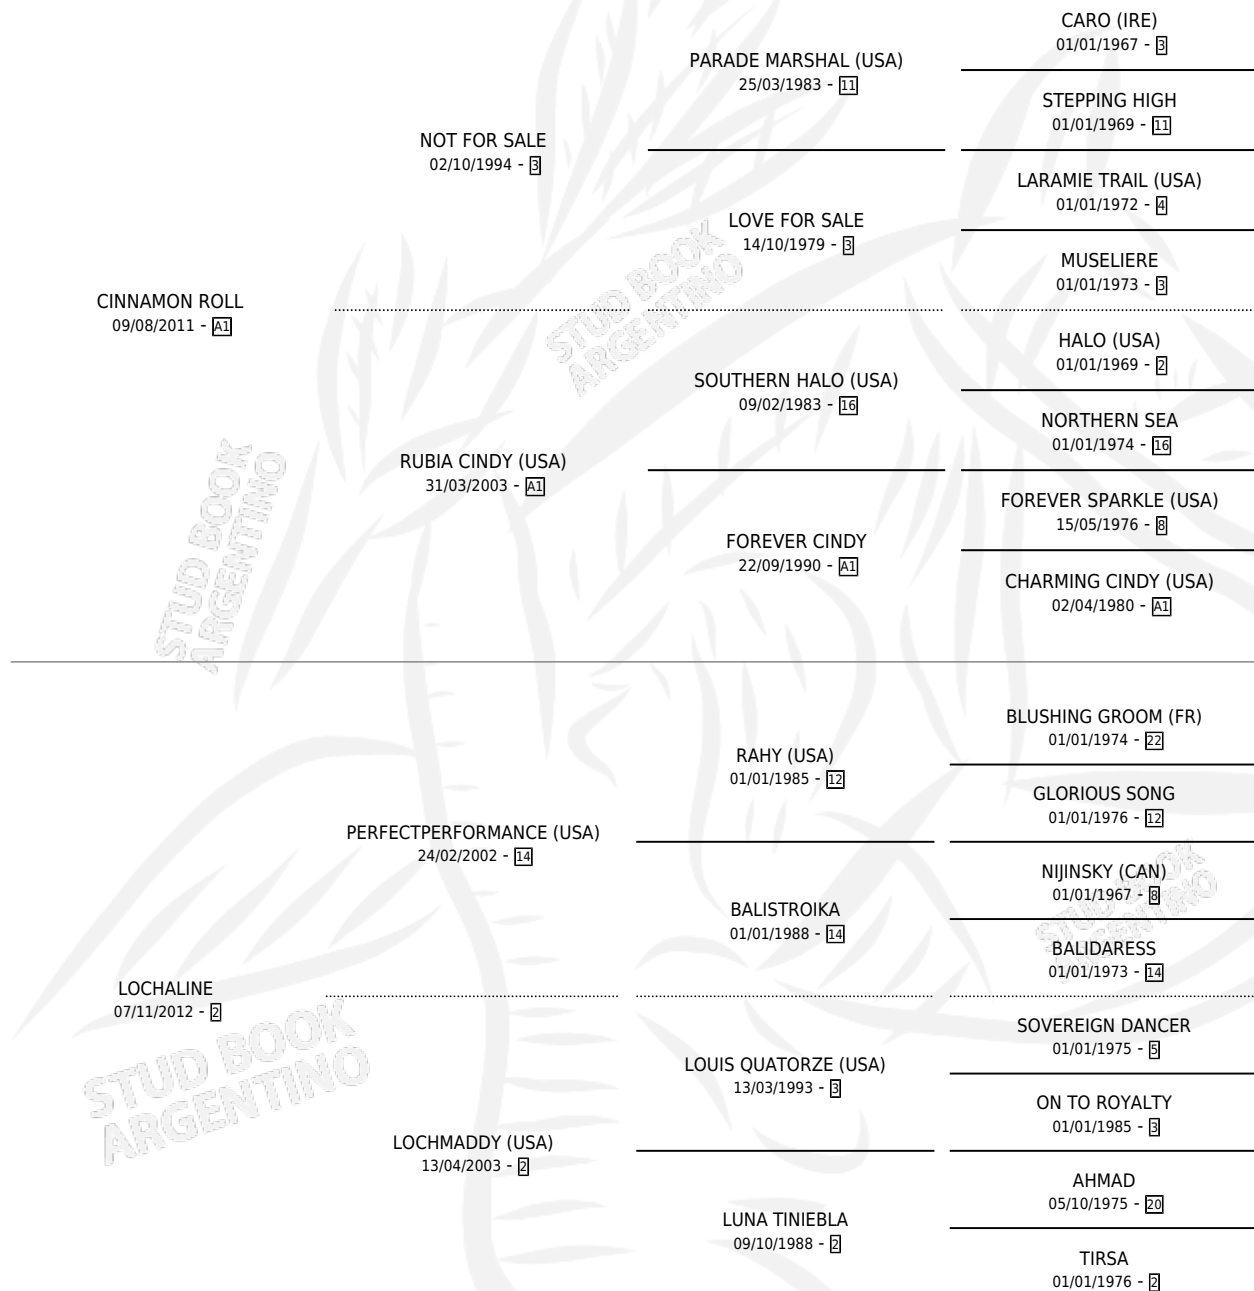 CARO (IRE)
01/01/1967 - 3
PARADE MARSHAL (USA)
25/03/1983 - 11
STEPPING HIGH
01/01/1969 - 11
NOT FOR SALE
02/10/1994 - 3
LARAMIE TRAIL (USA)
01/01/1972 - 4
LOVE FOR SALE
14/10/1979 - 3
MUSELIERE
01/01/1973 - 3
CINNAMON ROLL
09/08/2011 - A1
STUD BOOK
ARGENTINO
HALO (USA)
01/01/1969 - 2
SOUTHERN HALO (USA)
09/02/1983 - 16
NORTHERN SEA
01/01/1974 - 16
RUBIA CINDY (USA)
31/03/2003 - A1
FOREVER SPARKLE (USA)
15/05/1976 - 8
FOREVER CINDY
22/09/1990 - A1
CHARMING CINDY (USA)
02/04/1980 - A1
STUD BOOK
ARGENTINO
BLUSHING GROOM (FR)
01/01/1974 - 22
RAHY (USA)
01/01/1985 - 12
GLORIOUS SONG
01/01/1976 - 12
PERFECTPERFORMANCE (USA)
24/02/2002 - 14
NIJINSKY (CAN)
01/01/1967 - 8
BALISTROIKA
01/01/1988 - 14
BALIDARESS
01/01/1973 - 14
STUD BOOK
ARGENTINO
LOCHALINE
07/11/2012 - 2
SOVEREIGN DANCER
01/01/1975 - 5
LOUIS QUATORZE (USA)
13/03/1993 - 3
ON TO ROYALTY
01/01/1985 - 3
STUD BOOK
ARGENTINO
LOCHMADDY (USA)
13/04/2003 - 2
AHMAD
05/10/1975 - 20
LUNA TINIEBLA
09/10/1988 - 2
TIRSA
01/01/1976 - 2